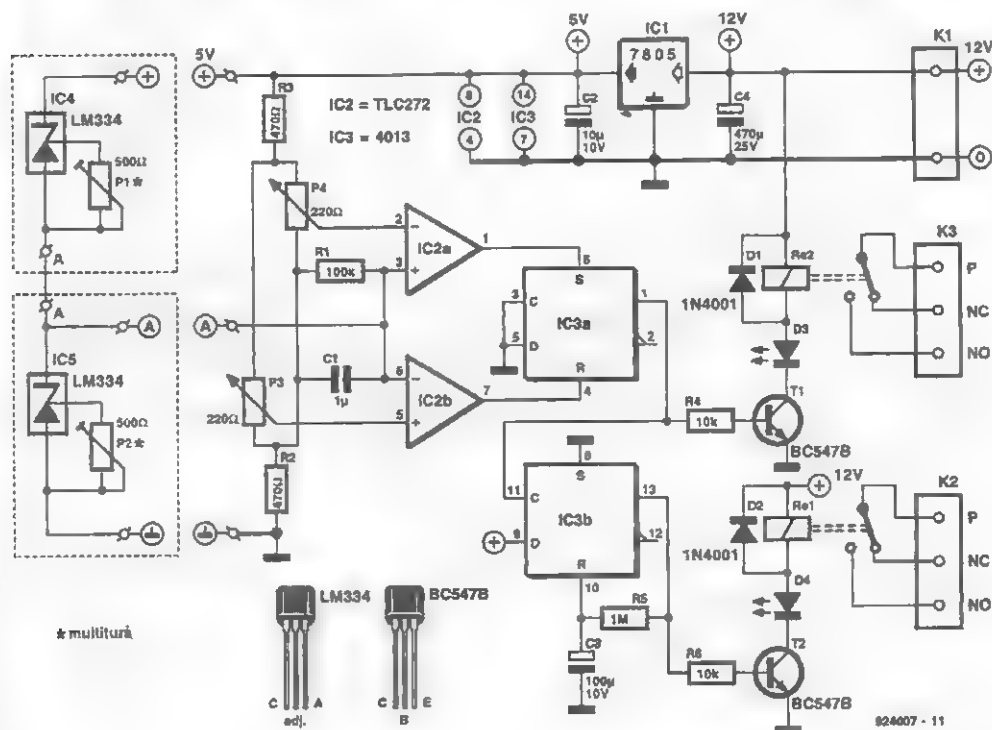 5V
IC1
7805
12V
K1
12V
IC4
LM334
500Ω
P1*
A
5V
R3
470Ω
IC2 = TLC272
IC3 = 4013
8
IC2
4
14
IC3
7
C2
10µ
10V
C4
470µ
25V
0
P4
220Ω
R1
100k
2
3
IC2a
1
6
S
3
C
5
D
IC3a
1
2
R
4
D1
1N4001
Re2
D3
K3
P
NC
NO
A
A
IC5
LM334
500Ω
P2*
A
P3
220Ω
C1
1µ
6
5
IC2b
7
R4
10k
T1
BC547B
R2
470Ω
8
S
11
C
9
D
IC3b
13
12
R
10
12V
D2
1N4001
Re1
D4
K2
P
NC
NO
R5
1M
R6
10k
T2
BC547B
100µ
10V
* multitură
LM334
C
adj.
A
BC547B
C
B
E
924007 - 11